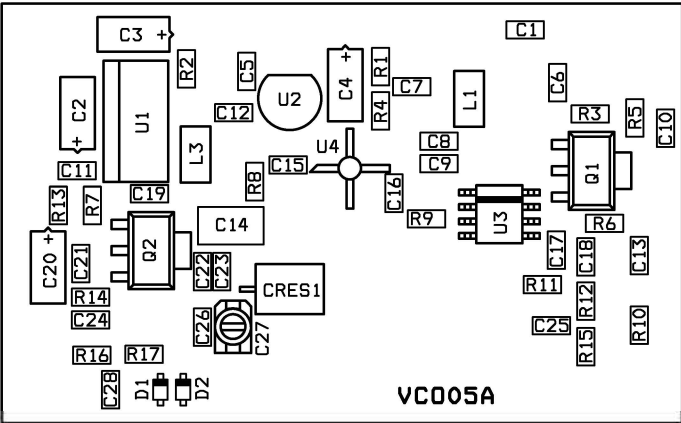 C1
C3 +
R2
C5
C4 +
R1
C7
L1
C6
U2
C2 +
U1
C12
R4
R3
R5
C10
L3
U4
C8
C9
C11
C15
Q1
R8
C19
C16
R13
R7
C14
R9
U3
R6
C20 +
C21
Q2
C22
C23
C17
C18
C13
R14
CRES1
R11
R12
C24
C26
C27
C25
R10
R15
R16
R17
C28
D1
D2
VCO05A